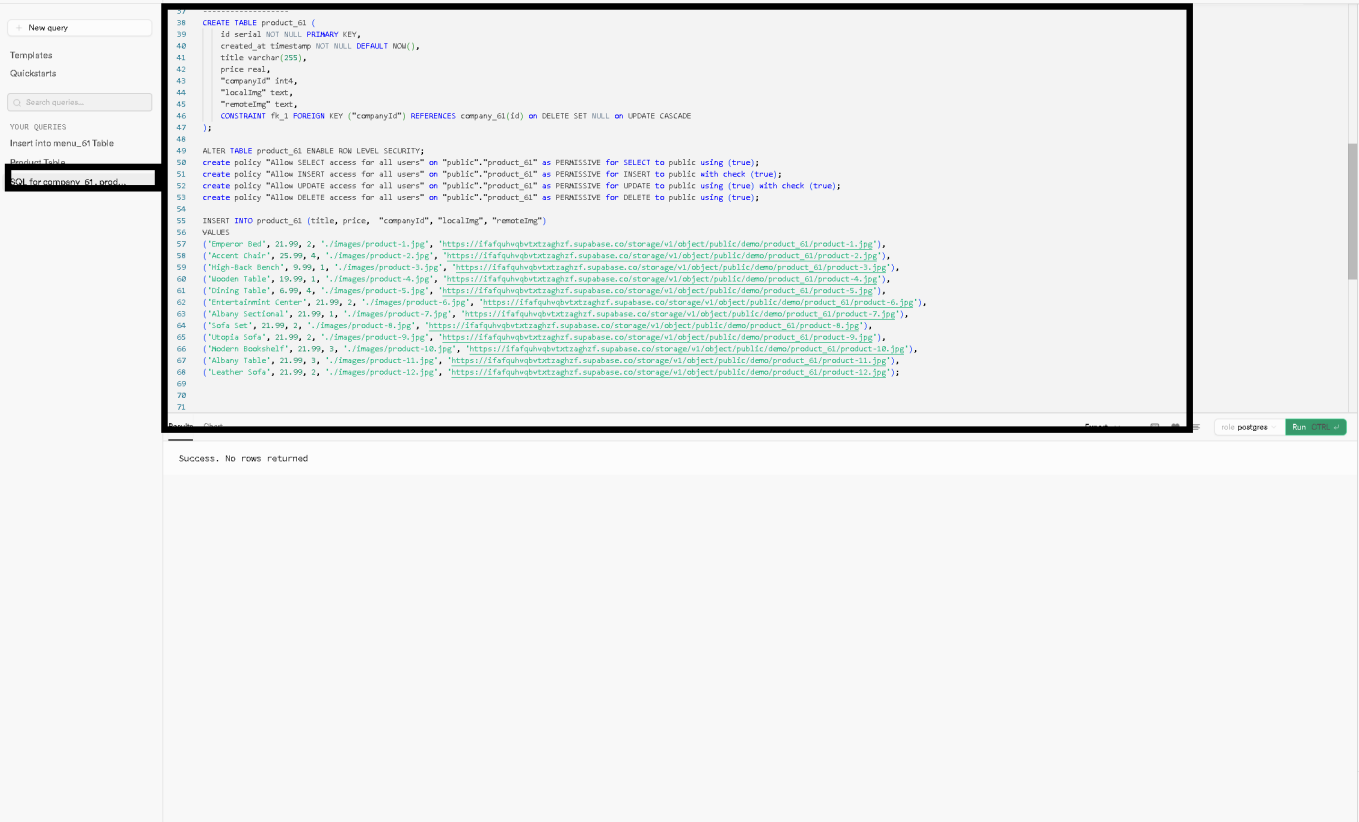 New query
Templates
Quickstarts
Search queries...
YOUR QUERIES
Insert into menu_61 Table
Product Table
SQL for company_61, prod...
37 -------------------
38 CREATE TABLE product_61 (
39 id serial NOT NULL PRIMARY KEY,
40 created_at timestamp NOT NULL DEFAULT NOW(),
41 title varchar(255),
42 price real,
43 "companyId" int4,
44 "localImg" text,
45 "remoteImg" text,
46 CONSTRAINT fk_1 FOREIGN KEY ("companyId") REFERENCES company_61(id) on DELETE SET NULL on UPDATE CASCADE
47 );
48
49 ALTER TABLE product_61 ENABLE ROW LEVEL SECURITY;
50 create policy "Allow SELECT access for all users" on "public"."product_61" as PERMISSIVE for SELECT to public using (true);
51 create policy "Allow INSERT access for all users" on "public"."product_61" as PERMISSIVE for INSERT to public with check (true);
52 create policy "Allow UPDATE access for all users" on "public"."product_61" as PERMISSIVE for UPDATE to public using (true) with check (true);
53 create policy "Allow DELETE access for all users" on "public"."product_61" as PERMISSIVE for DELETE to public using (true);
54
55 INSERT INTO product_61 (title, price, "companyId", "localImg", "remoteImg")
56 VALUES
57 ('Emperor Bed', 21.99, 2, './images/product-1.jpg', 'https://ifafquhvqbvtxtzaghzf.supabase.co/storage/v1/object/public/demo/product_61/product-1.jpg'),
58 ('Accent Chair', 25.99, 4, './images/product-2.jpg', 'https://ifafquhvqbvtxtzaghzf.supabase.co/storage/v1/object/public/demo/product_61/product-2.jpg'),
59 ('High-Back Bench', 9.99, 1, './images/product-3.jpg', 'https://ifafquhvqbvtxtzaghzf.supabase.co/storage/v1/object/public/demo/product_61/product-3.jpg'),
60 ('Wooden Table', 19.99, 1, './images/product-4.jpg', 'https://ifafquhvqbvtxtzaghzf.supabase.co/storage/v1/object/public/demo/product_61/product-4.jpg'),
61 ('Dining Table', 6.99, 4, './images/product-5.jpg', 'https://ifafquhvqbvtxtzaghzf.supabase.co/storage/v1/object/public/demo/product_61/product-5.jpg'),
62 ('Entertainmint Center', 21.99, 2, './images/product-6.jpg', 'https://ifafquhvqbvtxtzaghzf.supabase.co/storage/v1/object/public/demo/product_61/product-6.jpg'),
63 ('Albany Sectional', 21.99, 1, './images/product-7.jpg', 'https://ifafquhvqbvtxtzaghzf.supabase.co/storage/v1/object/public/demo/product_61/product-7.jpg'),
64 ('Sofa Set', 21.99, 2, './images/product-8.jpg', 'https://ifafquhvqbvtxtzaghzf.supabase.co/storage/v1/object/public/demo/product_61/product-8.jpg'),
65 ('Utopia Sofa', 21.99, 2, './images/product-9.jpg', 'https://ifafquhvqbvtxtzaghzf.supabase.co/storage/v1/object/public/demo/product_61/product-9.jpg'),
66 ('Modern Bookshelf', 21.99, 3, './images/product-10.jpg', 'https://ifafquhvqbvtxtzaghzf.supabase.co/storage/v1/object/public/demo/product_61/product-10.jpg'),
67 ('Albany Table', 21.99, 3, './images/product-11.jpg', 'https://ifafquhvqbvtxtzaghzf.supabase.co/storage/v1/object/public/demo/product_61/product-11.jpg'),
68 ('Leather Sofa', 21.99, 2, './images/product-12.jpg', 'https://ifafquhvqbvtxtzaghzf.supabase.co/storage/v1/object/public/demo/product_61/product-12.jpg');
69
70
71
Results Chart Export role postgres Run CTRL ↵
Success. No rows returned